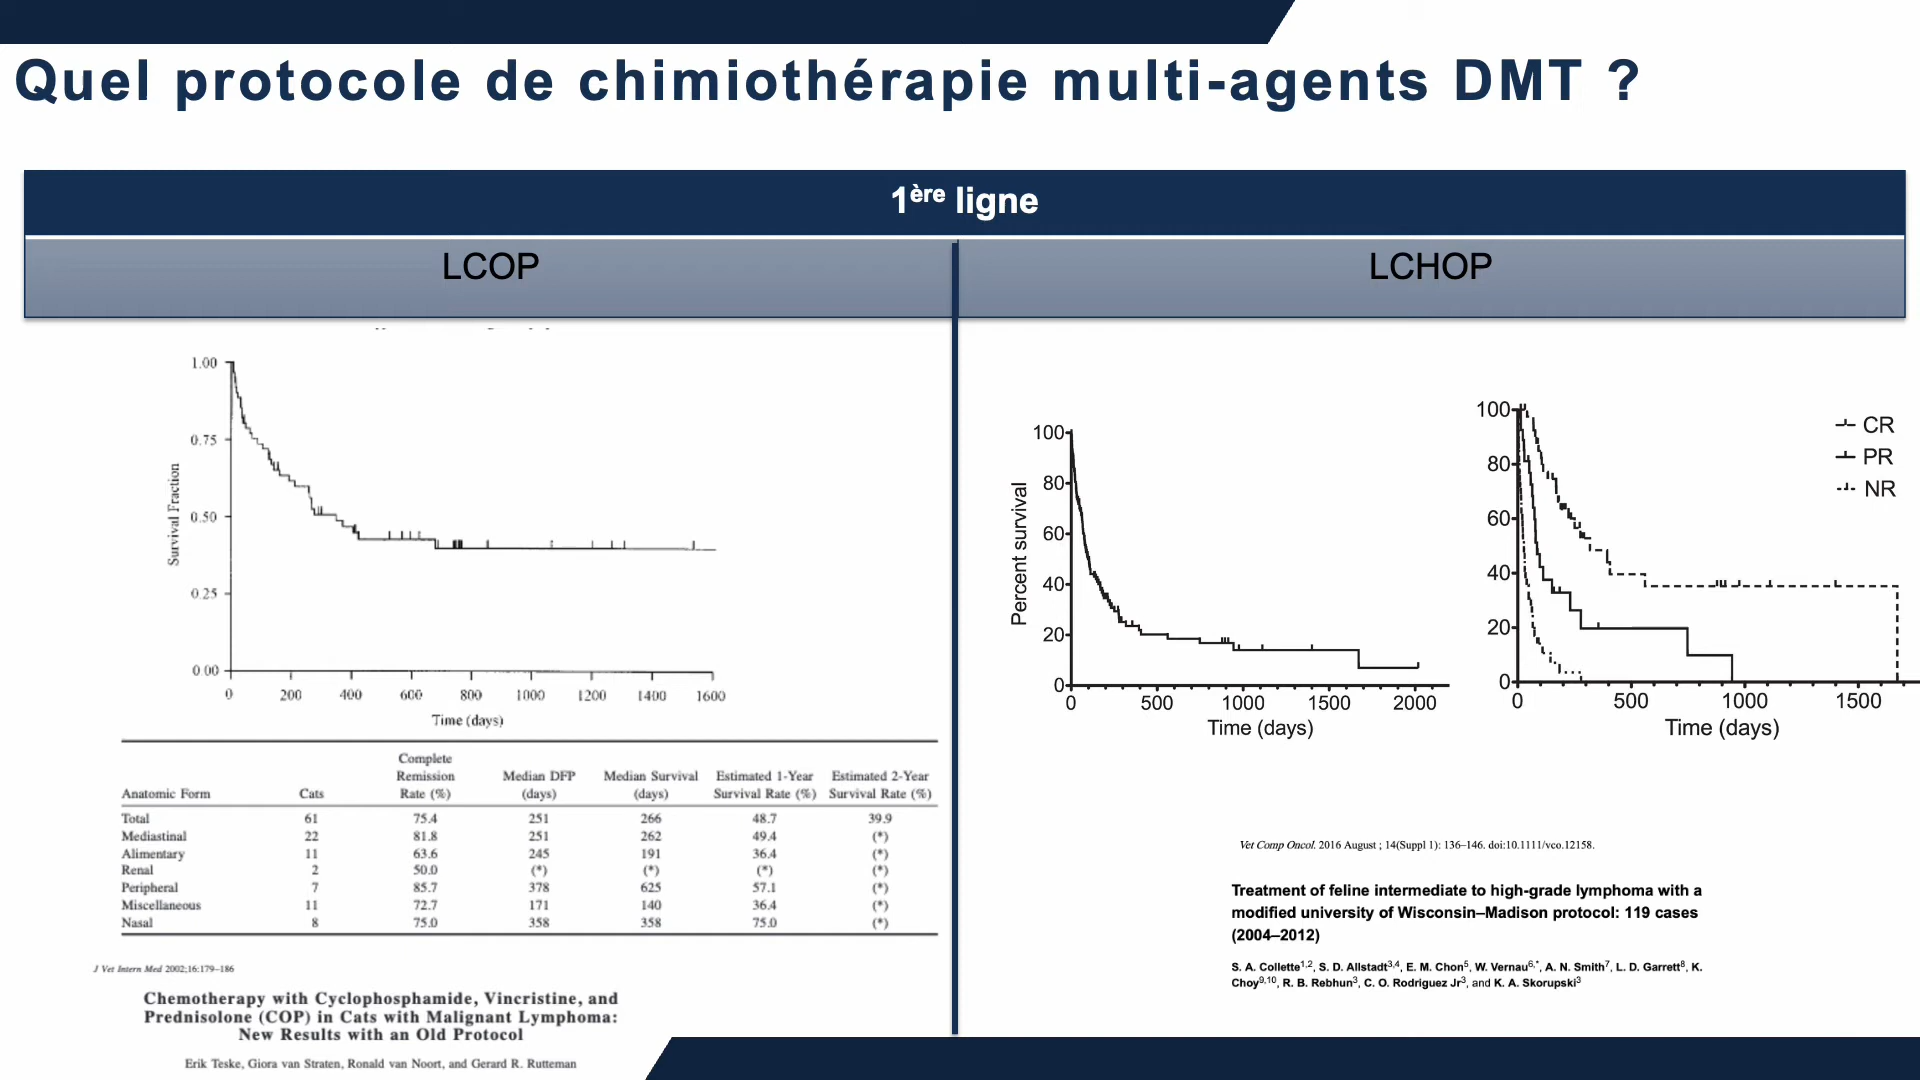 Quel protocole de chimiothérapie multi-agents DMT ?
1ère ligne
LCOP
LCHOP
1.00
0.75
0.50
0.25
0.00
Survival Fraction
0 200 400 600 800 1000 1200 1400 1600
Time (days)
Anatomic Form Cats Complete Remission Rate (%) Median DFP (days) Median Survival (days) Estimated 1-Year Survival Rate (%) Estimated 2-Year Survival Rate (%)
Total 61 75.4 251 266 48.7 39.9
Mediastinal 22 81.8 251 262 49.4 (*)
Alimentary 11 63.6 245 191 36.4 (*)
Renal 2 50.0 (*) (*) (*) (*)
Peripheral 7 85.7 378 625 57.1 (*)
Miscellaneous 11 72.7 171 140 36.4 (*)
Nasal 8 75.0 358 358 75.0 (*)
J Vet Intern Med 2002;16:179–186
Chemotherapy with Cyclophosphamide, Vincristine, and
Prednisolone (COP) in Cats with Malignant Lymphoma:
New Results with an Old Protocol
Erik Teske, Giora van Straten, Ronald van Noort, and Gerard R. Rutteman
100
80
60
40
20
0
Percent survival
0 500 1000 1500 2000
Time (days)
100
80
60
40
20
0
CR
PR
NR
0 500 1000 1500
Time (days)
Vet Comp Oncol. 2016 August ; 14(Suppl 1): 136–146. doi:10.1111/vco.12158.
Treatment of feline intermediate to high-grade lymphoma with a
modified university of Wisconsin–Madison protocol: 119 cases
(2004–2012)
S. A. Collette1,2, S. D. Allstadt3,4, E. M. Chon5, W. Vernau6,*, A. N. Smith7, L. D. Garrett8, K.
Choy9,10, R. B. Rebhun3, C. O. Rodriguez Jr3, and K. A. Skorupski3